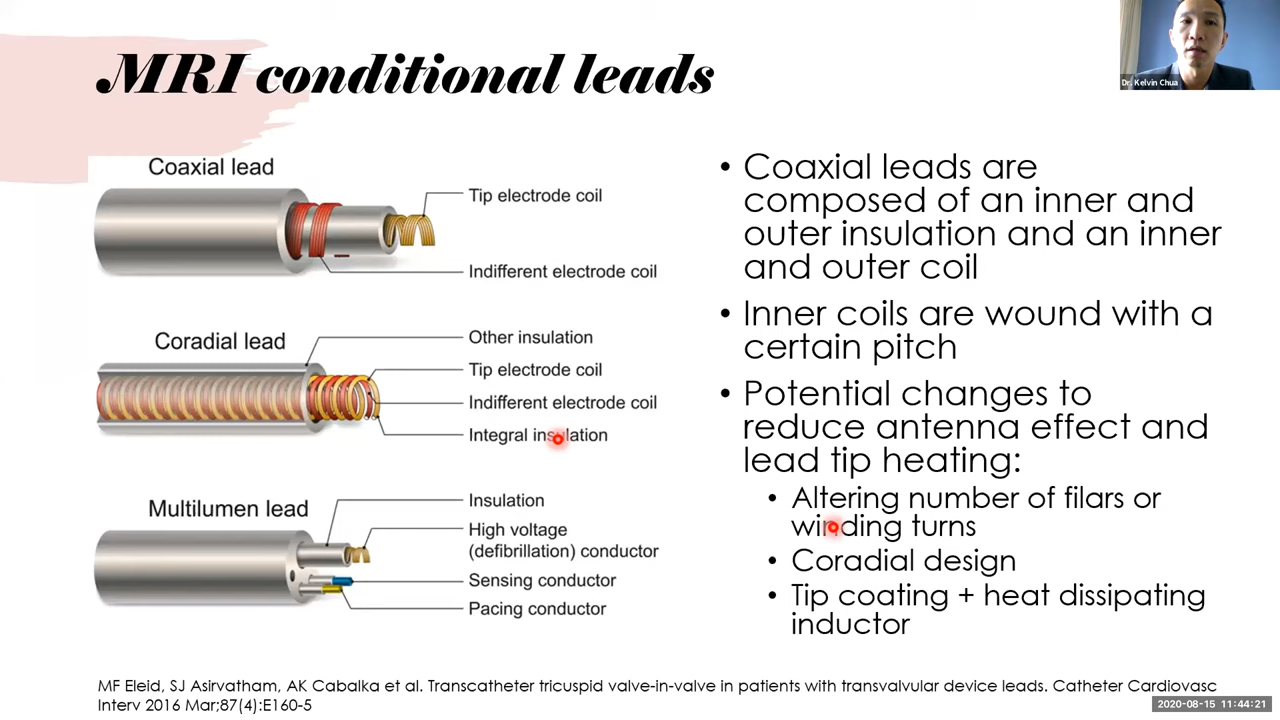 MRI conditional leads
Dr. Kelvin Chua
Coaxial lead
Tip electrode coil
Indifferent electrode coil
Coradial lead
Other insulation
Tip electrode coil
Indifferent electrode coil
Integral insulation
Multilumen lead
Insulation
High voltage
(defibrillation) conductor
Sensing conductor
Pacing conductor
• Coaxial leads are
composed of an inner and
outer insulation and an inner
and outer coil
• Inner coils are wound with a
certain pitch
• Potential changes to
reduce antenna effect and
lead tip heating:
• Altering number of filars or
winding turns
• Coradial design
• Tip coating + heat dissipating
inductor
MF Eleid, SJ Asirvatham, AK Cabalka et al. Transcatheter tricuspid valve-in-valve in patients with transvalvular device leads. Catheter Cardiovasc
Interv 2016 Mar;87(4):E160-5
2020-08-15 11:44:21